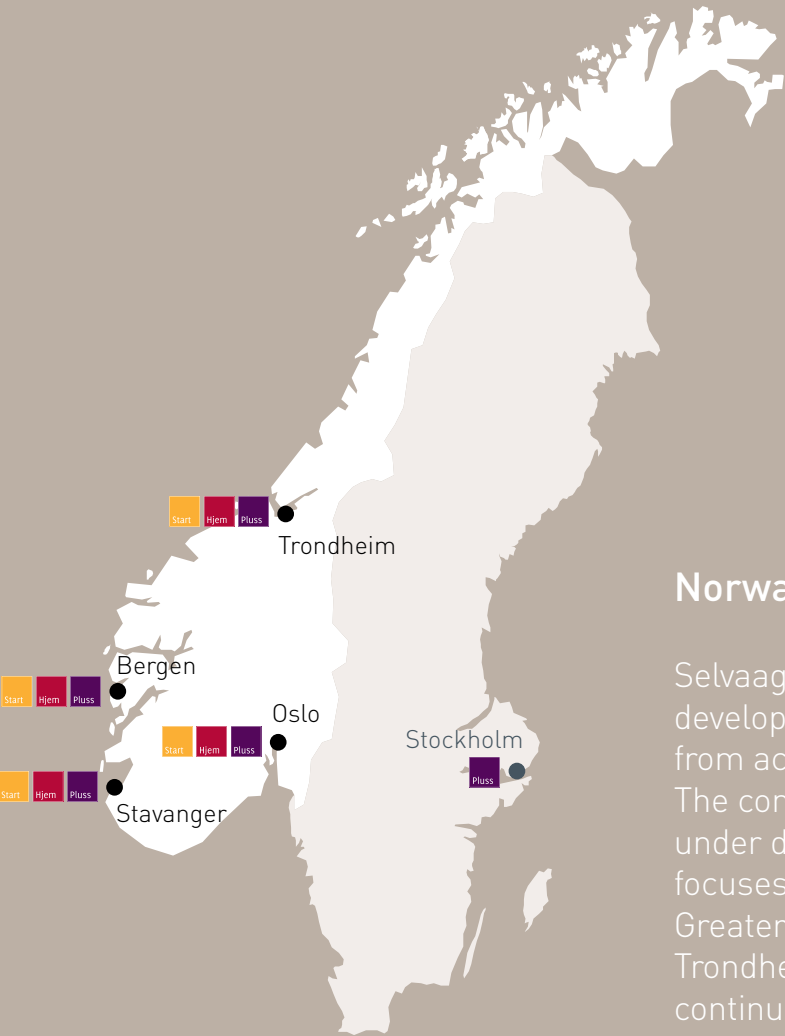 Start Hjem Pluss
Trondheim
Bergen
Start Hjem Pluss
Oslo
Start Hjem Pluss
Stockholm
Pluss
Start Hjem Pluss
Stavanger
Norwa
Selvaag
develop
from ac
The con
under d
focuses
Greater
Trondhe
continu